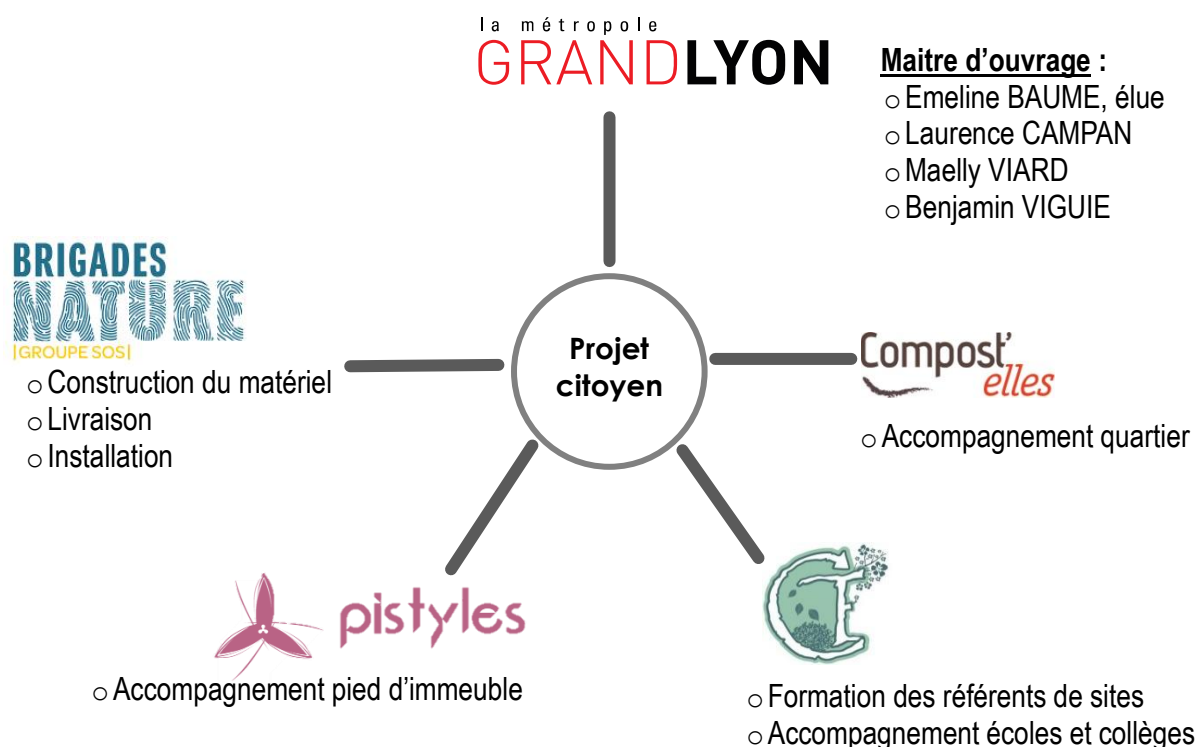 la métropole
GRANDLYON
Maitre d'ouvrage :
o Emeline BAUME, élue
o Laurence CAMPAN
o Maelly VIARD
o Benjamin VIGUIE
BRIGADES
NATURE
|GROUPE SOS|
o Construction du matériel
o Livraison
o Installation
Projet
citoyen
Compost'
elles
o Accompagnement quartier
pistyles
o Accompagnement pied d'immeuble
CT
o Formation des référents de sites
o Accompagnement écoles et collèges